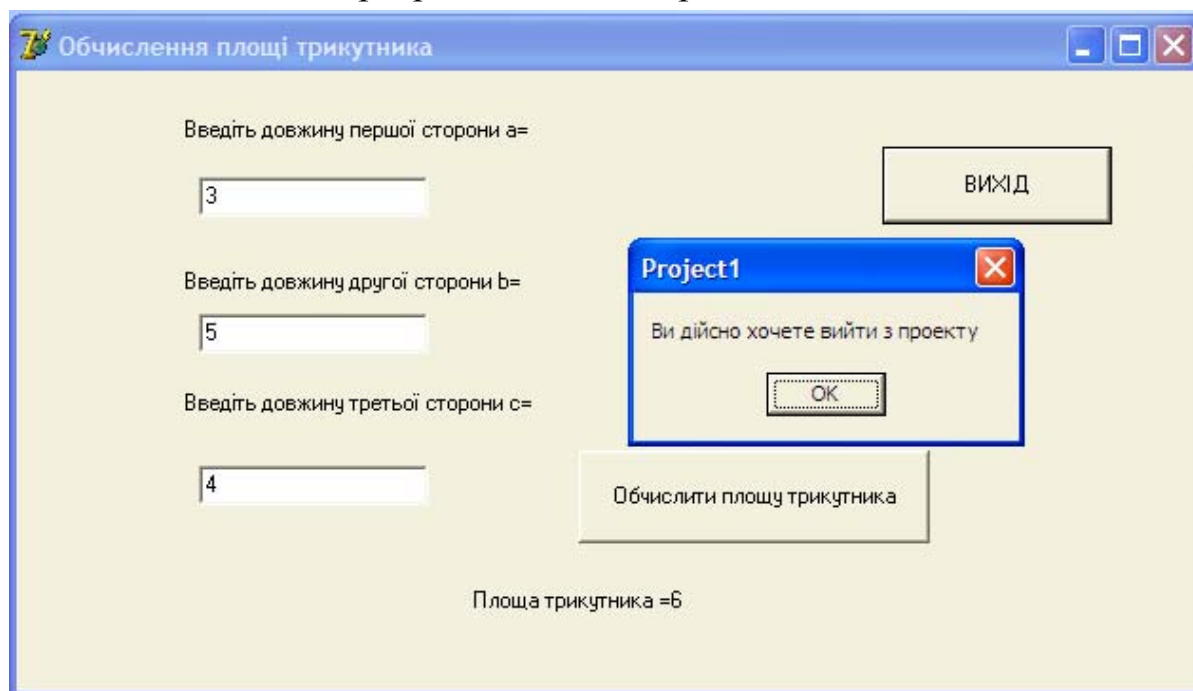 Обчислення площі трикутника
Введіть довжину першої сторони a=
3
ВИХІД
Введіть довжину другої сторони b=
5
Project1
Ви дійсно хочете вийти з проекту
OK
Введіть довжину третьої сторони c=
4
Обчислити площу трикутника
Площа трикутника =6